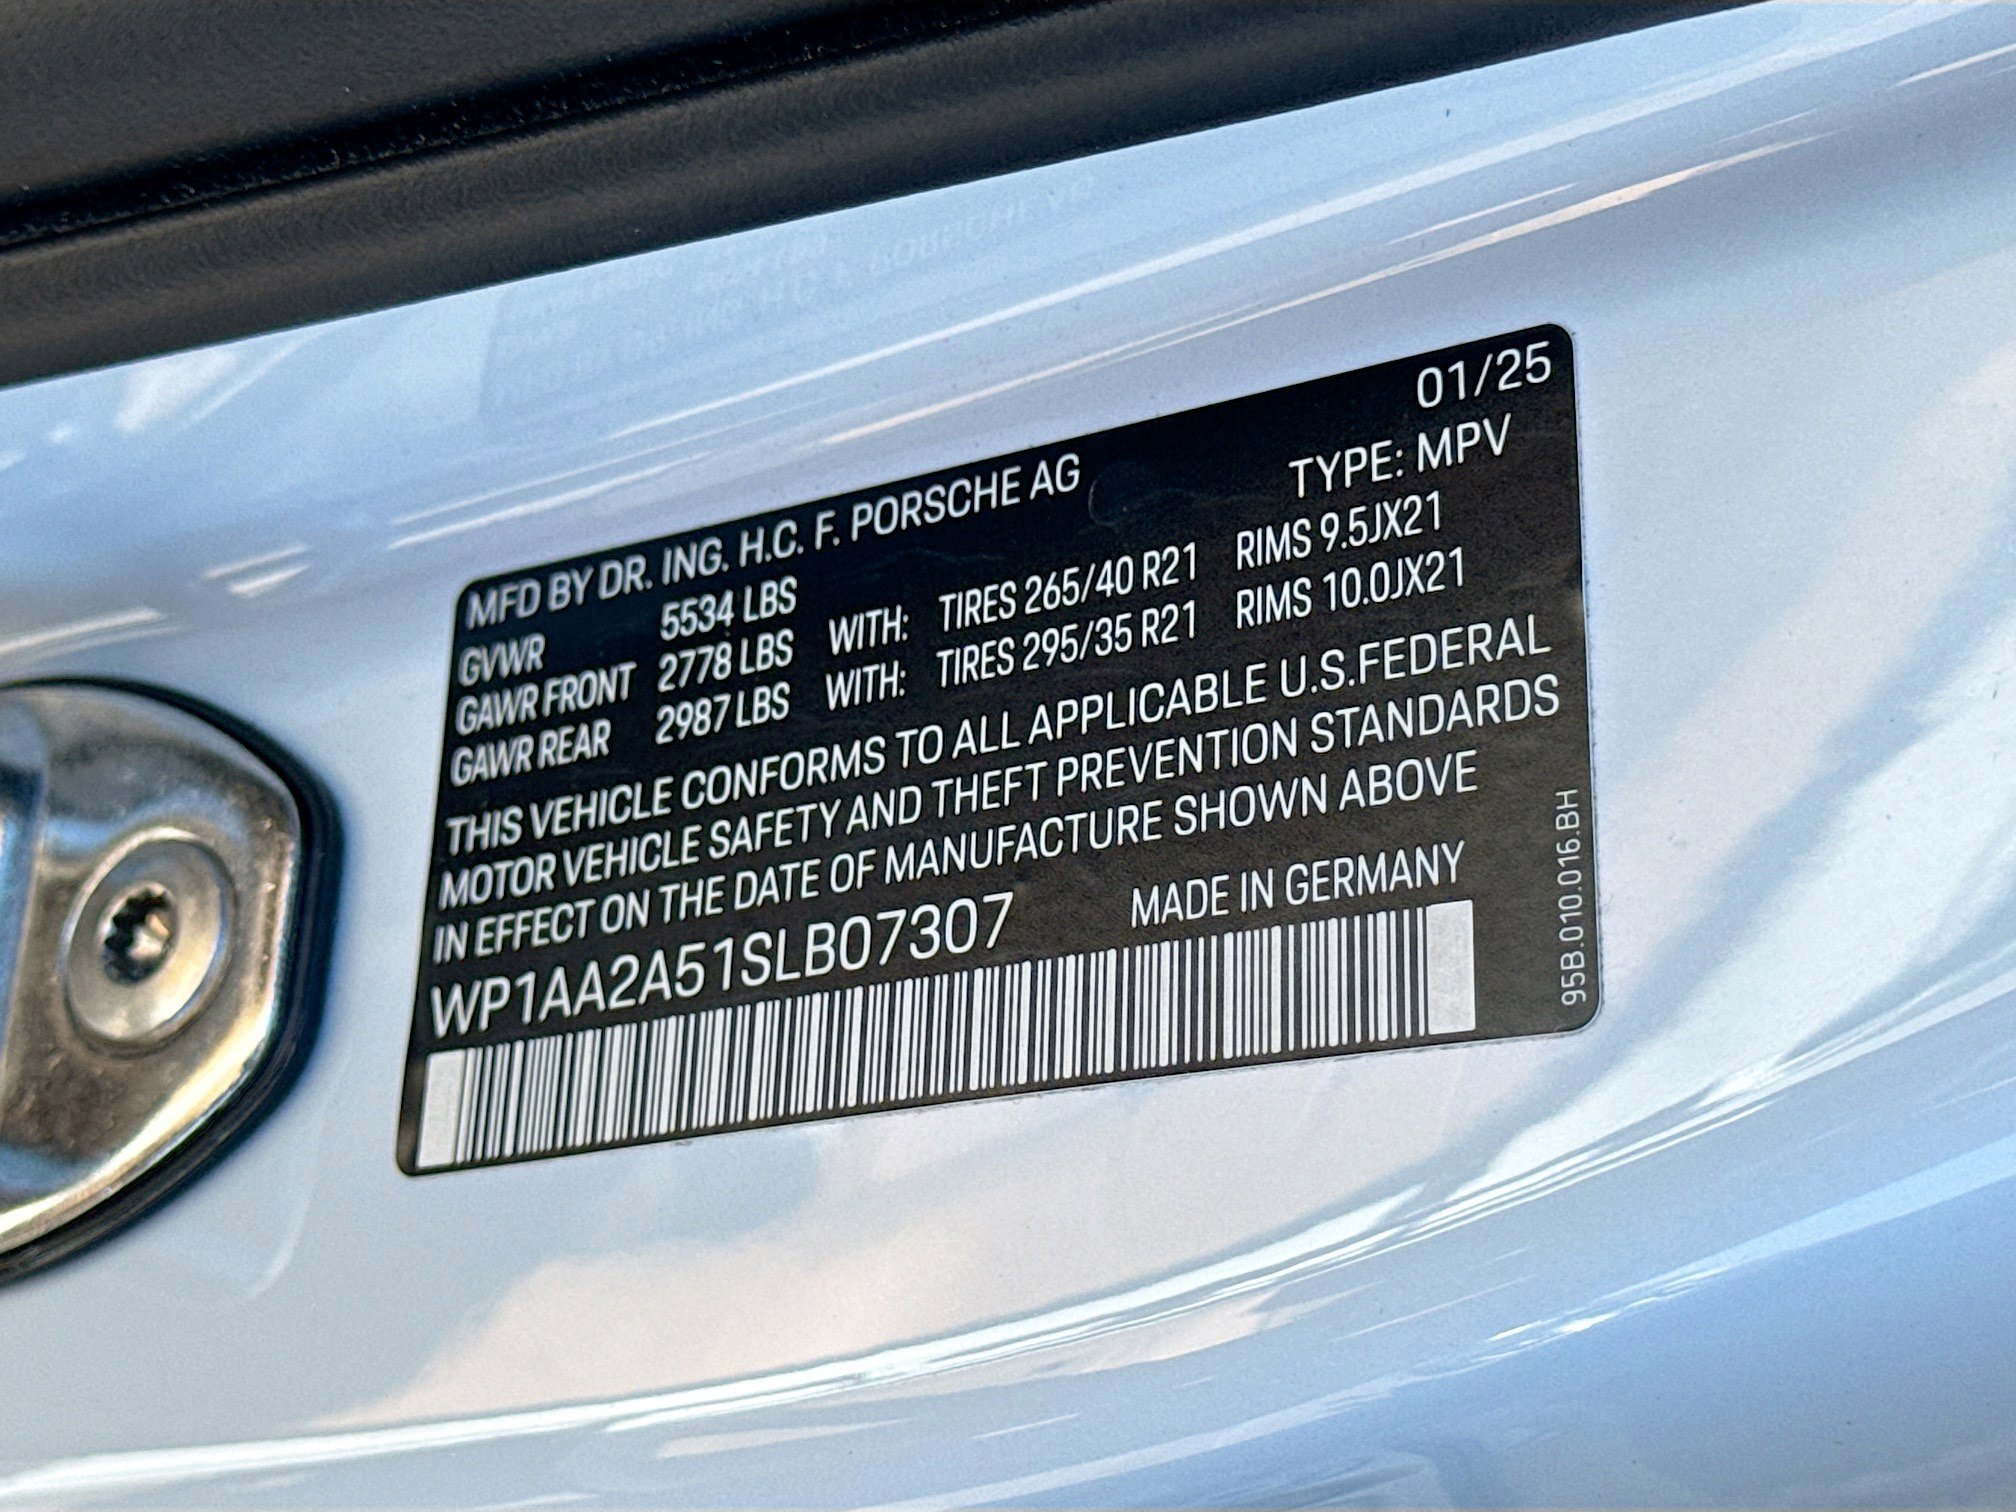 01/25
MFD BY DR. ING. H.C. F. PORSCHE AG TYPE: MPV
GVWR 5534 LBS
GAWR FRONT 2778 LBS WITH: TIRES 265/40 R21 RIMS 9.5JX21
GAWR REAR 2987 LBS WITH: TIRES 295/35 R21 RIMS 10.0JX21
THIS VEHICLE CONFORMS TO ALL APPLICABLE U.S.FEDERAL
MOTOR VEHICLE SAFETY AND THEFT PREVENTION STANDARDS
IN EFFECT ON THE DATE OF MANUFACTURE SHOWN ABOVE
WP1AA2A51SLB07307 MADE IN GERMANY
95B.010.016.BH